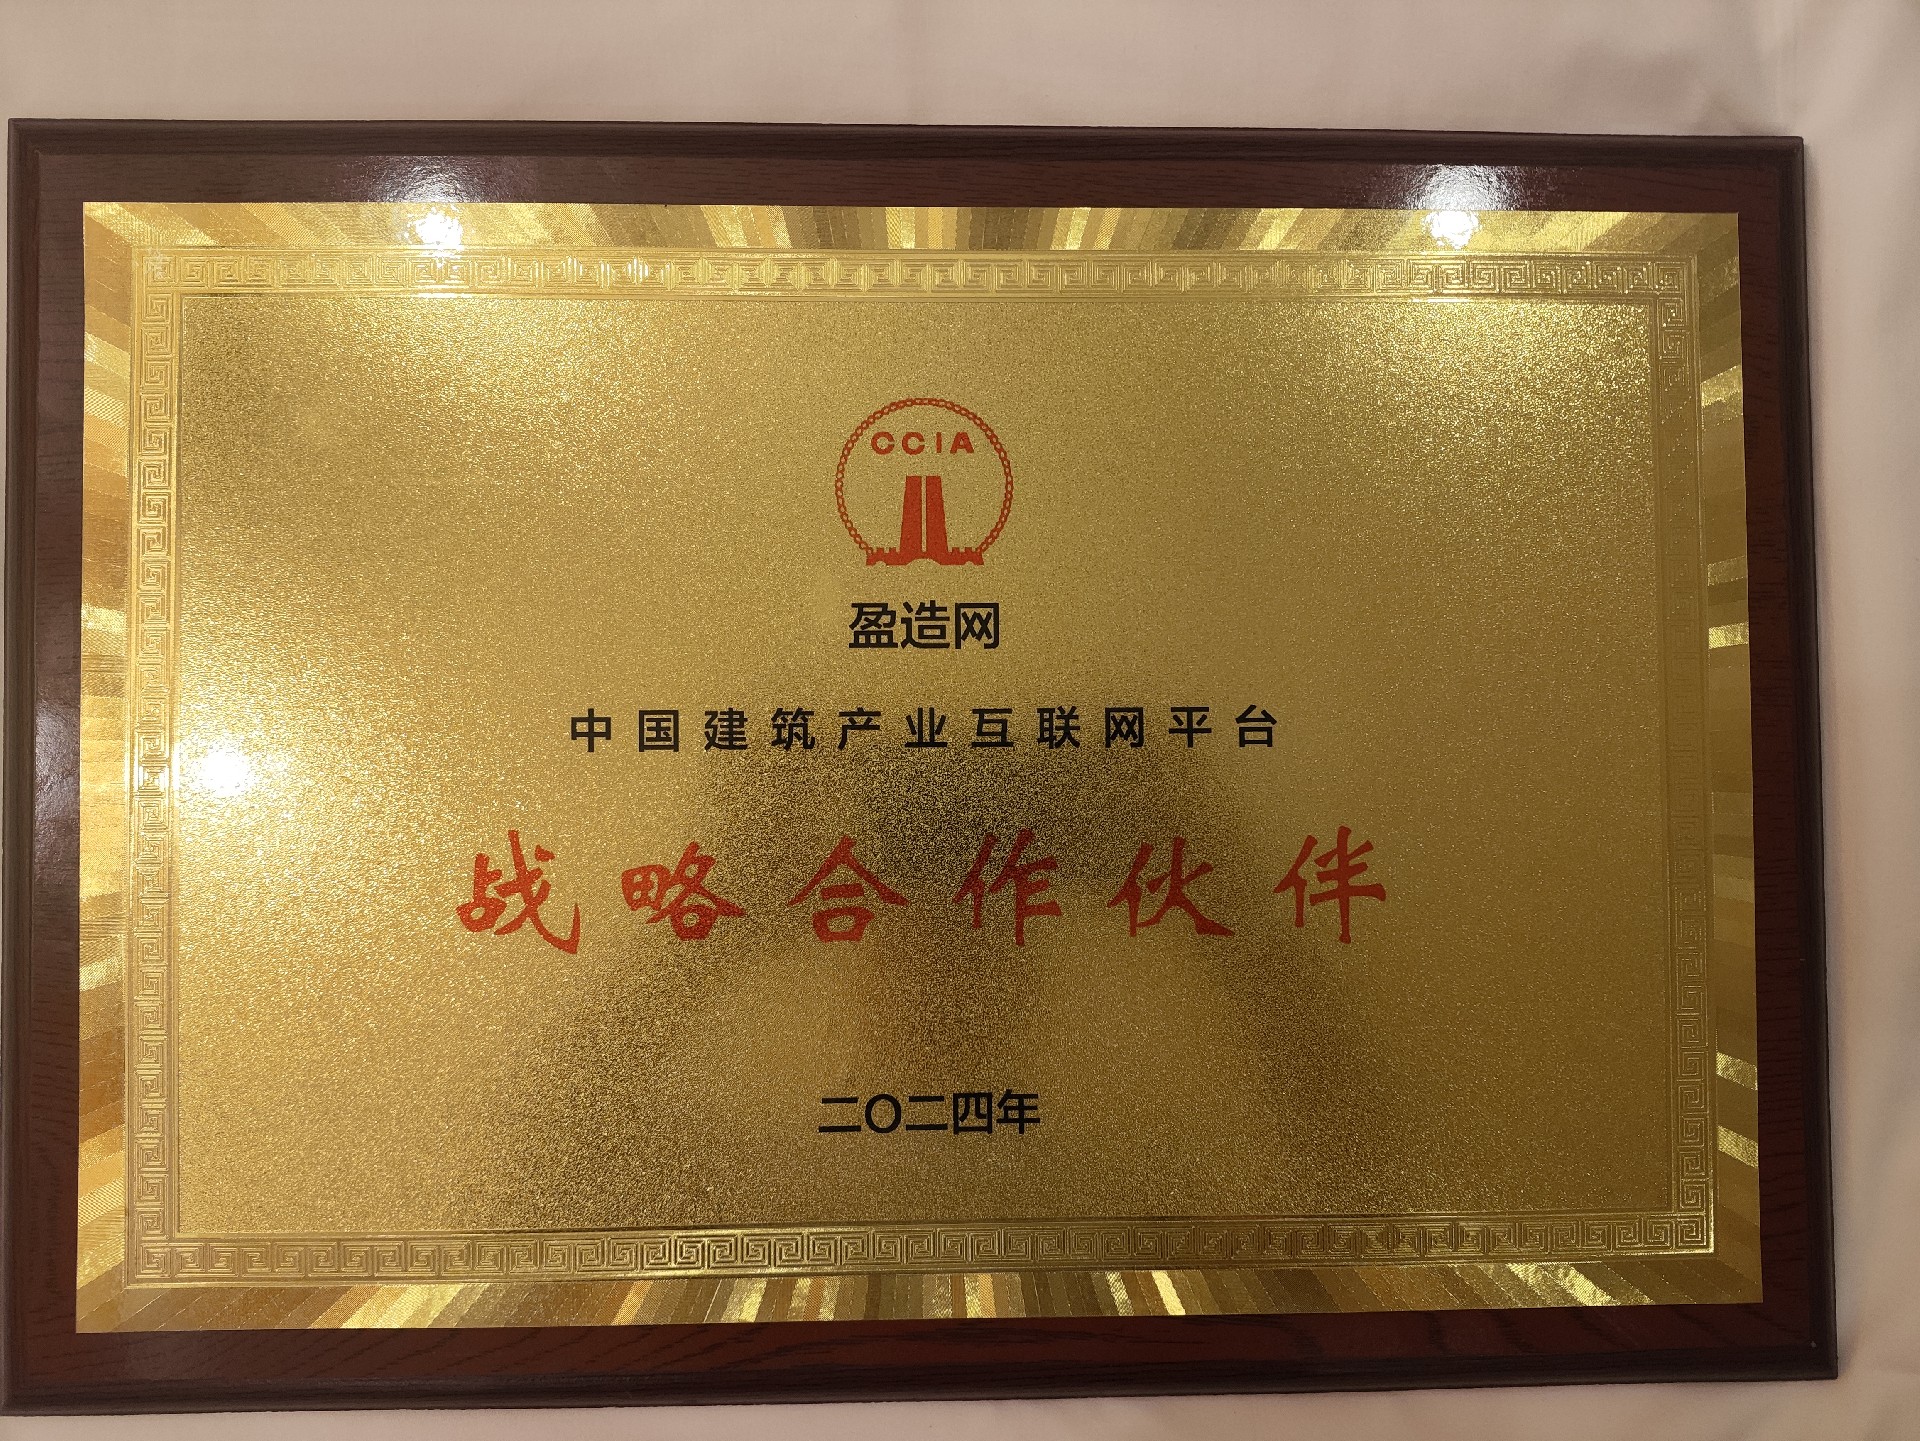 CCIA
盈造网
中国建筑产业互联网平台
战略合作伙伴
二〇二四年